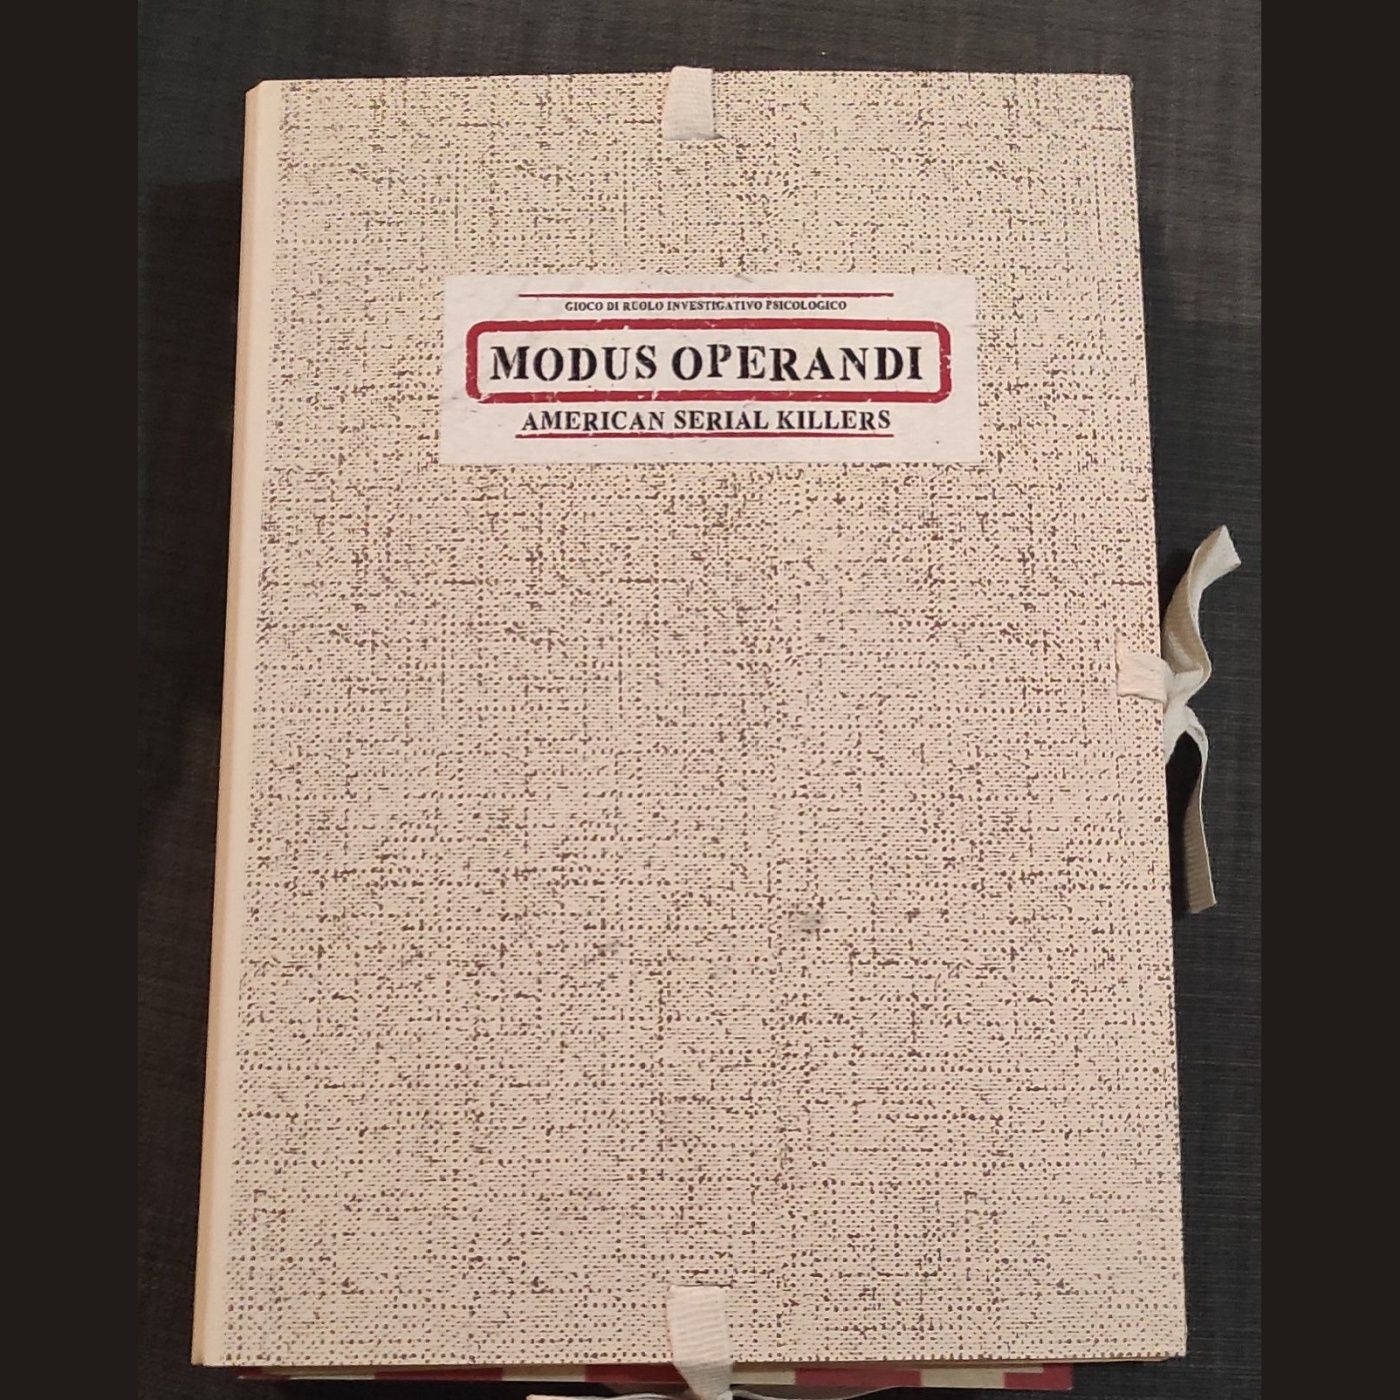 GIOCO DI RUOLO INVESTIGATIVO PSICOLOGICO
MODUS OPERANDI
AMERICAN SERIAL KILLERS